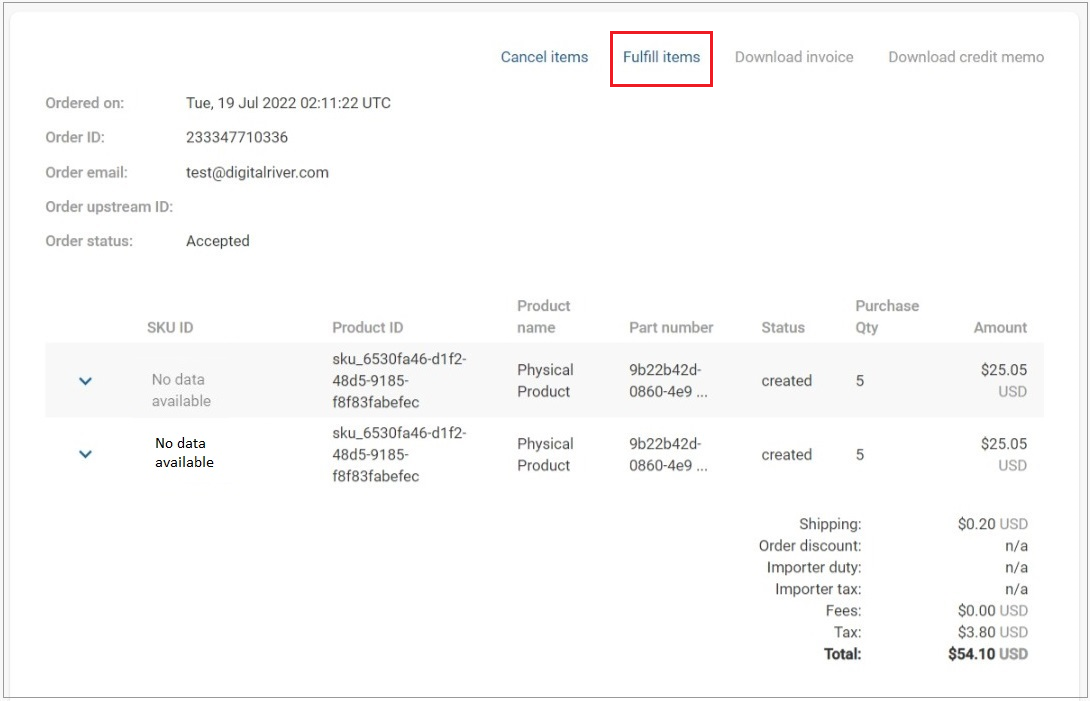 Cancel items Fulfill items Download invoice Download credit memo
Ordered on: Tue, 19 Jul 2022 02:11:22 UTC
Order ID: 233347710336
Order email: test@digitalriver.com
Order upstream ID:
Order status: Accepted
SKU ID Product ID Product name Part number Status Purchase Qty Amount
No data available sku_6530fa46-d1f2-48d5-9185-f8f83fabefec Physical Product 9b22b42d-0860-4e9 ... created 5 $25.05 USD
No data available sku_6530fa46-d1f2-48d5-9185-f8f83fabefec Physical Product 9b22b42d-0860-4e9 ... created 5 $25.05 USD
Shipping: $0.20 USD
Order discount: n/a
Importer duty: n/a
Importer tax: n/a
Fees: $0.00 USD
Tax: $3.80 USD
Total: $54.10 USD